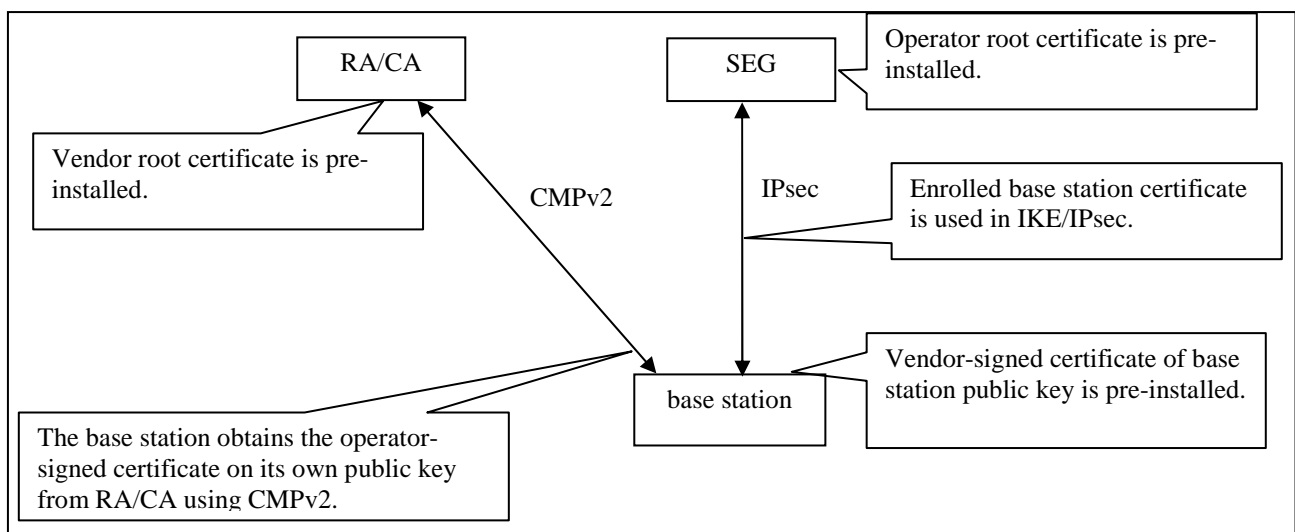 RA/CA
SEG
Operator root certificate is pre-
installed.
Vendor root certificate is pre-
installed.
CMPv2
IPsec
Enrolled base station certificate
is used in IKE/IPsec.
Vendor-signed certificate of base
station public key is pre-installed.
base station
The base station obtains the operator-
signed certificate on its own public key
from RA/CA using CMPv2.